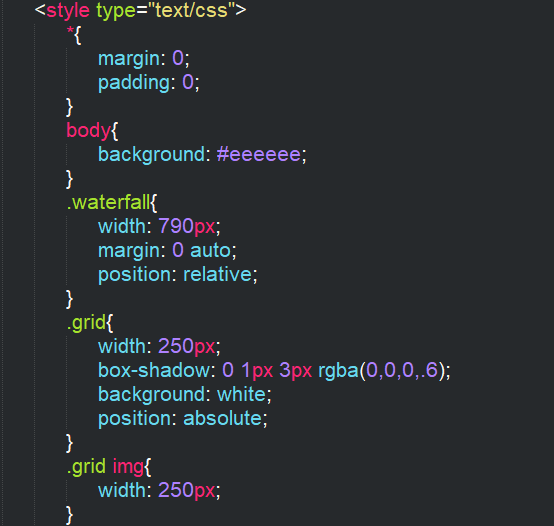 <style type="text/css">
*{
margin: 0;
padding: 0;
}
body{
background: #eeeeee;
}
.waterfall{
width: 790px;
margin: 0 auto;
position: relative;
}
.grid{
width: 250px;
box-shadow: 0 1px 3px rgba(0,0,0,.6);
background: white;
position: absolute;
}
.grid img{
width: 250px;
}